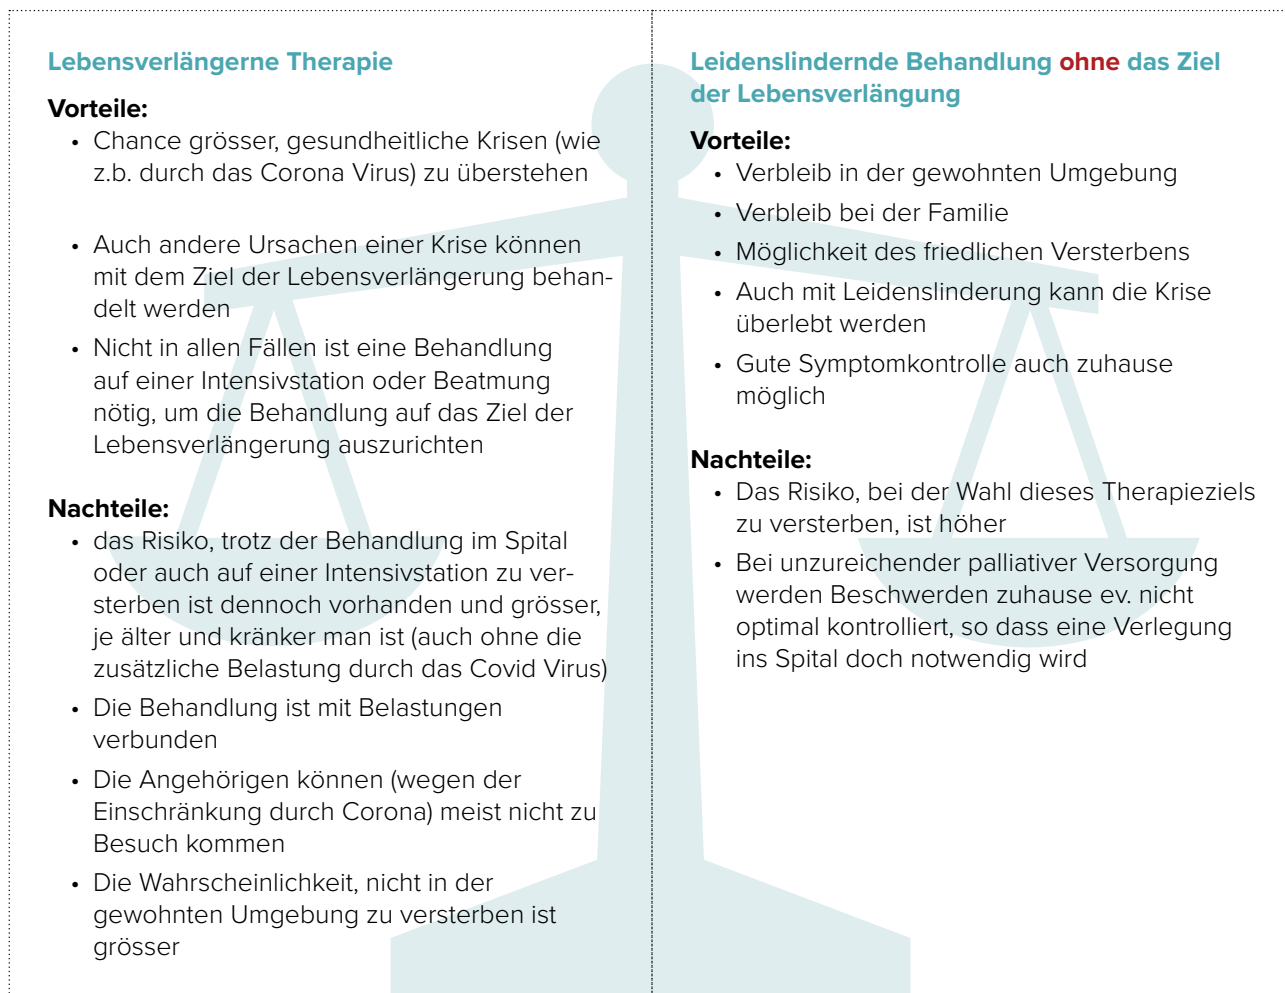 Lebensverlängerne Therapie
Vorteile:
• Chance grösser, gesundheitliche Krisen (wie
z.b. durch das Corona Virus) zu überstehen
• Auch andere Ursachen einer Krise können
mit dem Ziel der Lebensverlängerung behan-
delt werden
• Nicht in allen Fällen ist eine Behandlung
auf einer Intensivstation oder Beatmung
nötig, um die Behandlung auf das Ziel der
Lebensverlängerung auszurichten
Nachteile:
• das Risiko, trotz der Behandlung im Spital
oder auch auf einer Intensivstation zu ver-
sterben ist dennoch vorhanden und grösser,
je älter und kränker man ist (auch ohne die
zusätzliche Belastung durch das Covid Virus)
• Die Behandlung ist mit Belastungen
verbunden
• Die Angehörigen können (wegen der
Einschränkung durch Corona) meist nicht zu
Besuch kommen
• Die Wahrscheinlichkeit, nicht in der
gewohnten Umgebung zu versterben ist
grösser
Leidenslindernde Behandlung ohne das Ziel
der Lebensverlängung
Vorteile:
• Verbleib in der gewohnten Umgebung
• Verbleib bei der Familie
• Möglichkeit des friedlichen Versterbens
• Auch mit Leidenslinderung kann die Krise
überlebt werden
• Gute Symptomkontrolle auch zuhause
möglich
Nachteile:
• Das Risiko, bei der Wahl dieses Therapieziels
zu versterben, ist höher
• Bei unzureichender palliativer Versorgung
werden Beschwerden zuhause ev. nicht
optimal kontrolliert, so dass eine Verlegung
ins Spital doch notwendig wird